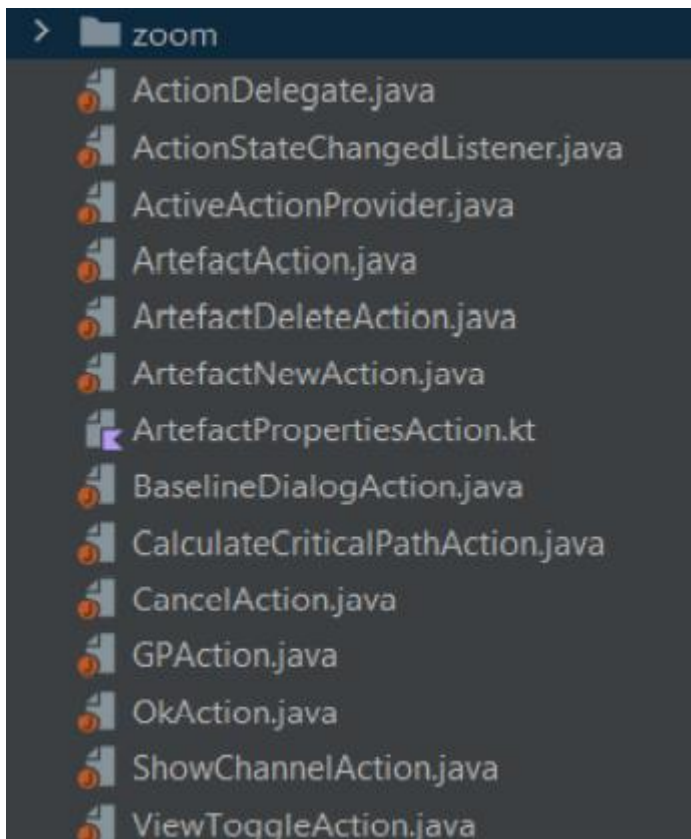 zoom
ActionDelegate.java
ActionStateChangedListener.java
ActiveActionProvider.java
ArtefactAction.java
ArtefactDeleteAction.java
ArtefactNewAction.java
ArtefactPropertiesAction.kt
BaselineDialogAction.java
CalculateCriticalPathAction.java
CancelAction.java
GPAction.java
OkAction.java
ShowChannelAction.java
ViewToggleAction.java